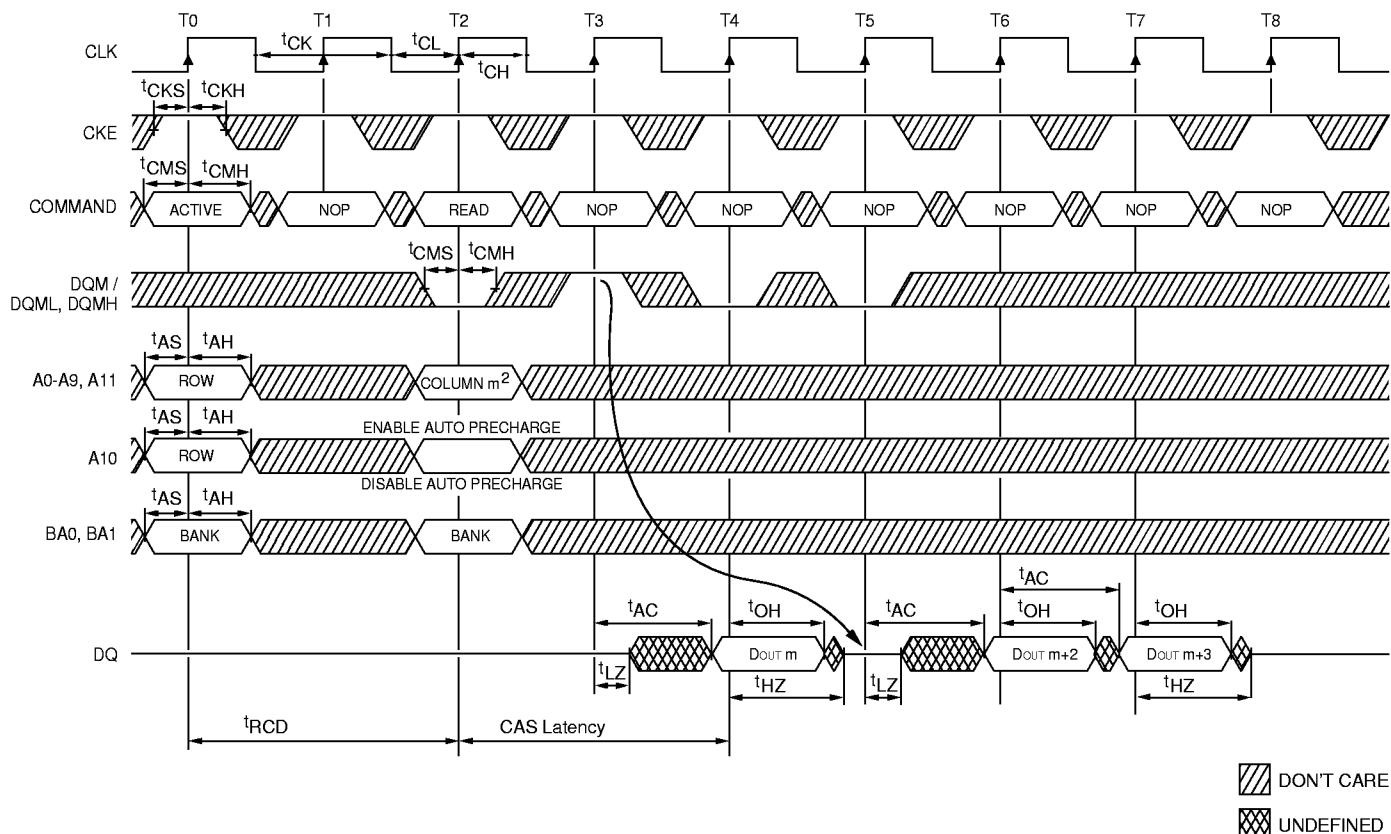 T0 T1 T2 T3 T4 T5 T6 T7 T8
CLK
tCK tCL
tCH
tCKS tCKH
CKE
tCMS tCMH
COMMAND ACTIVE NOP READ NOP NOP NOP NOP NOP NOP
tCMS tCMH
DQM /
DQML, DQMH
tAS tAH
A0-A9, A11 ROW COLUMN m2
tAS tAH ENABLE AUTO PRECHARGE
A10 ROW
DISABLE AUTO PRECHARGE
tAS tAH
BA0, BA1 BANK BANK
tAC
tAC tOH tAC tOH tOH
DQ DOUT m DOUT m+2 DOUT m+3
tLZ tHZ tLZ tHZ
tRCD CAS Latency
DON'T CARE
UNDEFINED